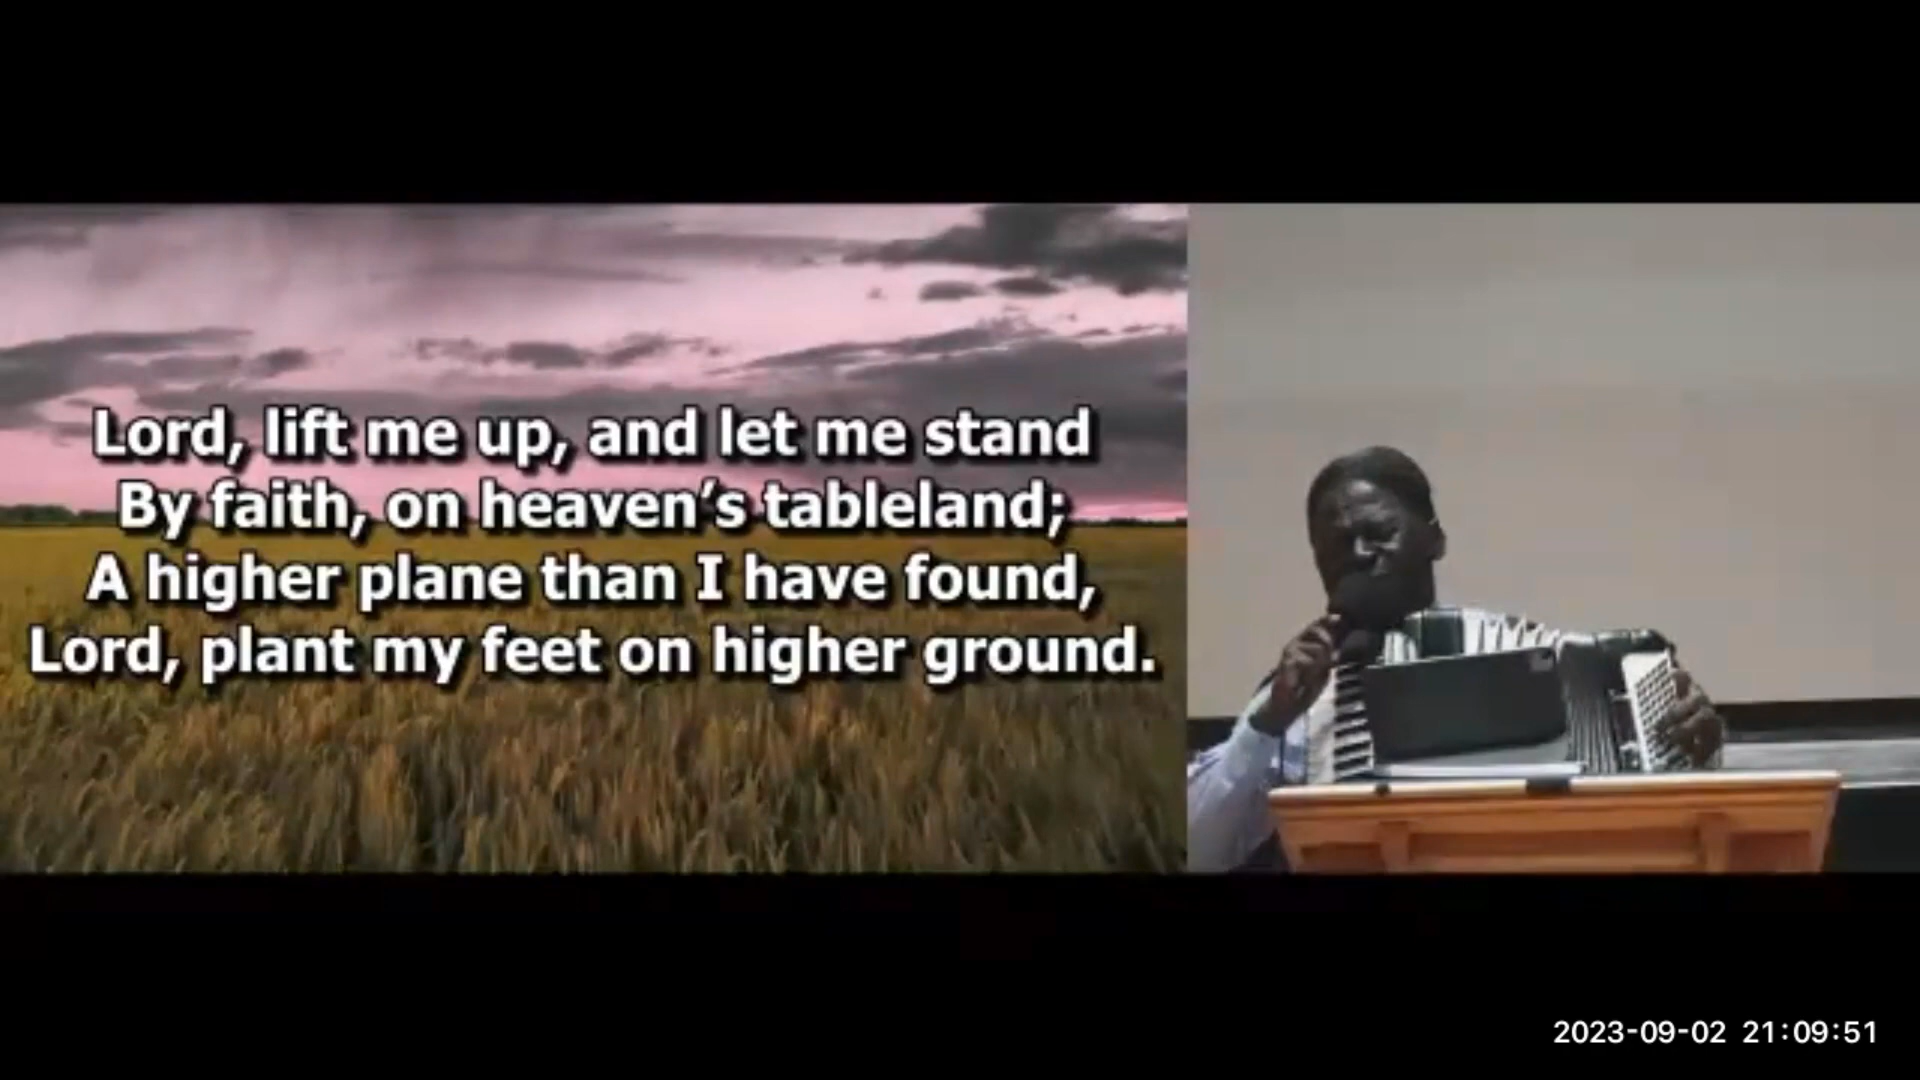 Lord, lift me up, and let me stand
By faith, on heaven’s tableland;
A higher plane than I have found,
Lord, plant my feet on higher ground.
2023-09-02 21:09:51